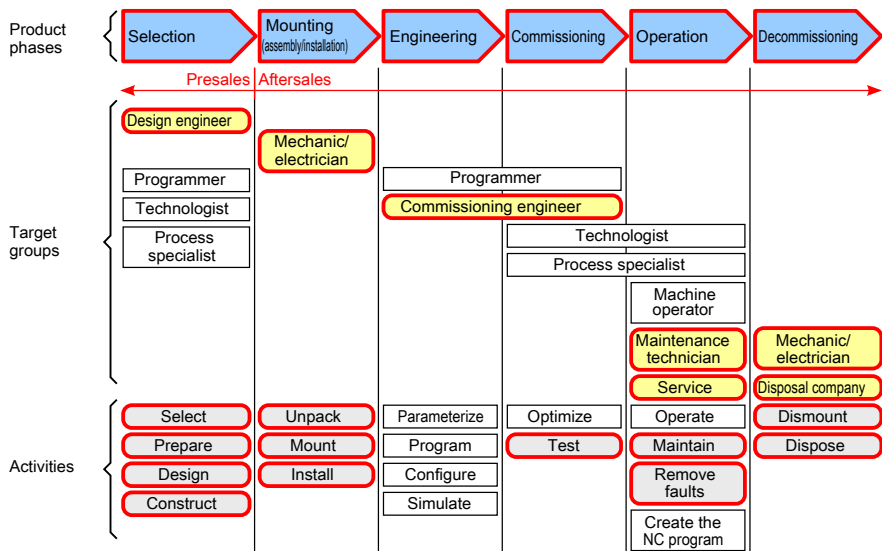 Product
phases
Selection
Mounting
(assembly/installation)
Engineering
Commissioning
Operation
Decommissioning
Presales
Aftersales
Target
groups
Design engineer
Mechanic/
electrician
Programmer
Programmer
Technologist
Commissioning engineer
Process
specialist
Technologist
Process specialist
Machine
operator
Maintenance
technician
Mechanic/
electrician
Service
Disposal company
Activities
Select
Unpack
Parameterize
Optimize
Operate
Dismount
Prepare
Mount
Program
Test
Maintain
Dispose
Design
Install
Configure
Remove
faults
Construct
Simulate
Create the
NC program